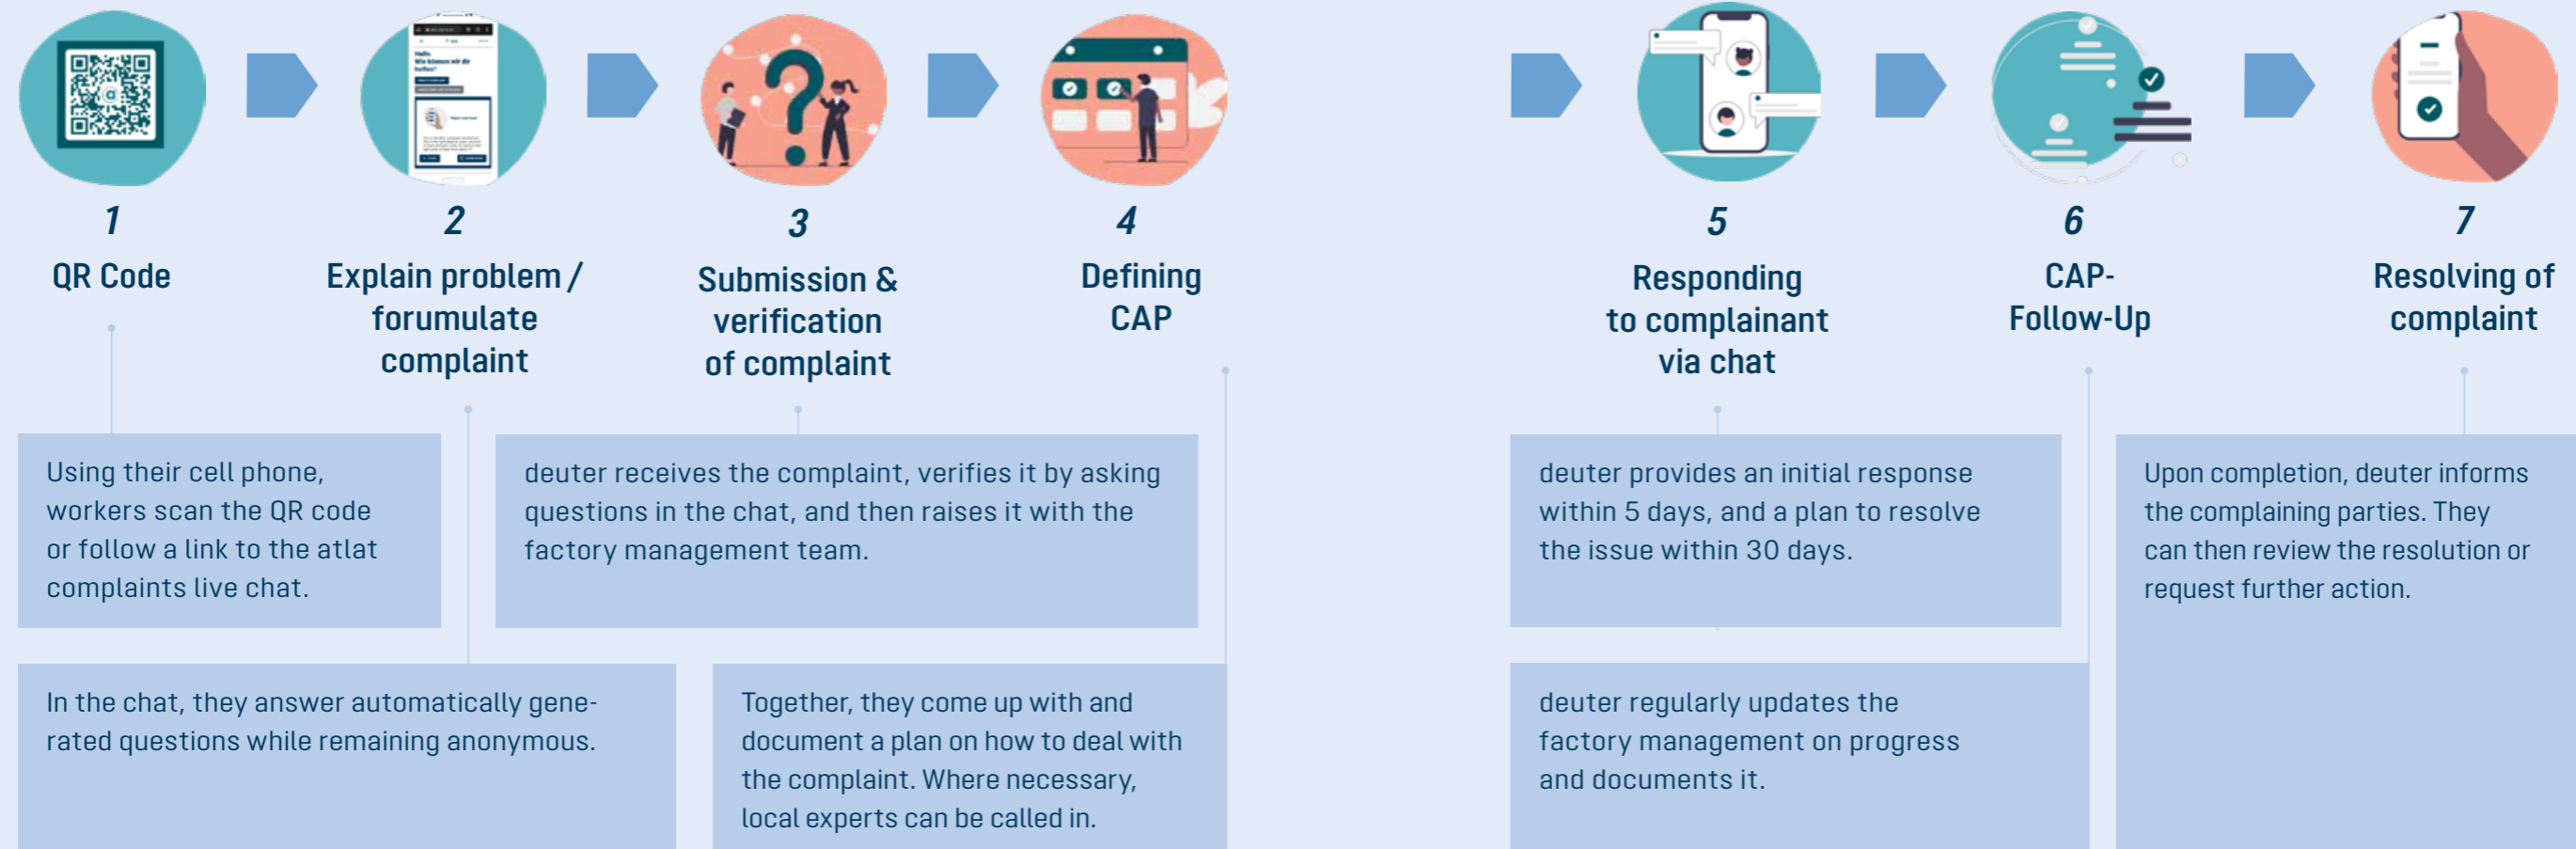 Hallo
Wie können wir dir
helfen?
1
QR Code
2
Explain problem /
forumulate
complaint
3
Submission &
verification
of complaint
4
Defining
CAP
5
Responding
to complainant
via chat
6
CAP-
Follow-Up
7
Resolving of
complaint
Using their cell phone,
workers scan the QR code
or follow a link to the atlat
complaints live chat.
deuter receives the complaint, verifies it by asking
questions in the chat, and then raises it with the
factory management team.
deuter provides an initial response
within 5 days, and a plan to resolve
the issue within 30 days.
Upon completion, deuter informs
the complaining parties. They
can then review the resolution or
request further action.
In the chat, they answer automatically gene-
rated questions while remaining anonymous.
Together, they come up with and
document a plan on how to deal with
the complaint. Where necessary,
local experts can be called in.
deuter regularly updates the
factory management on progress
and documents it.